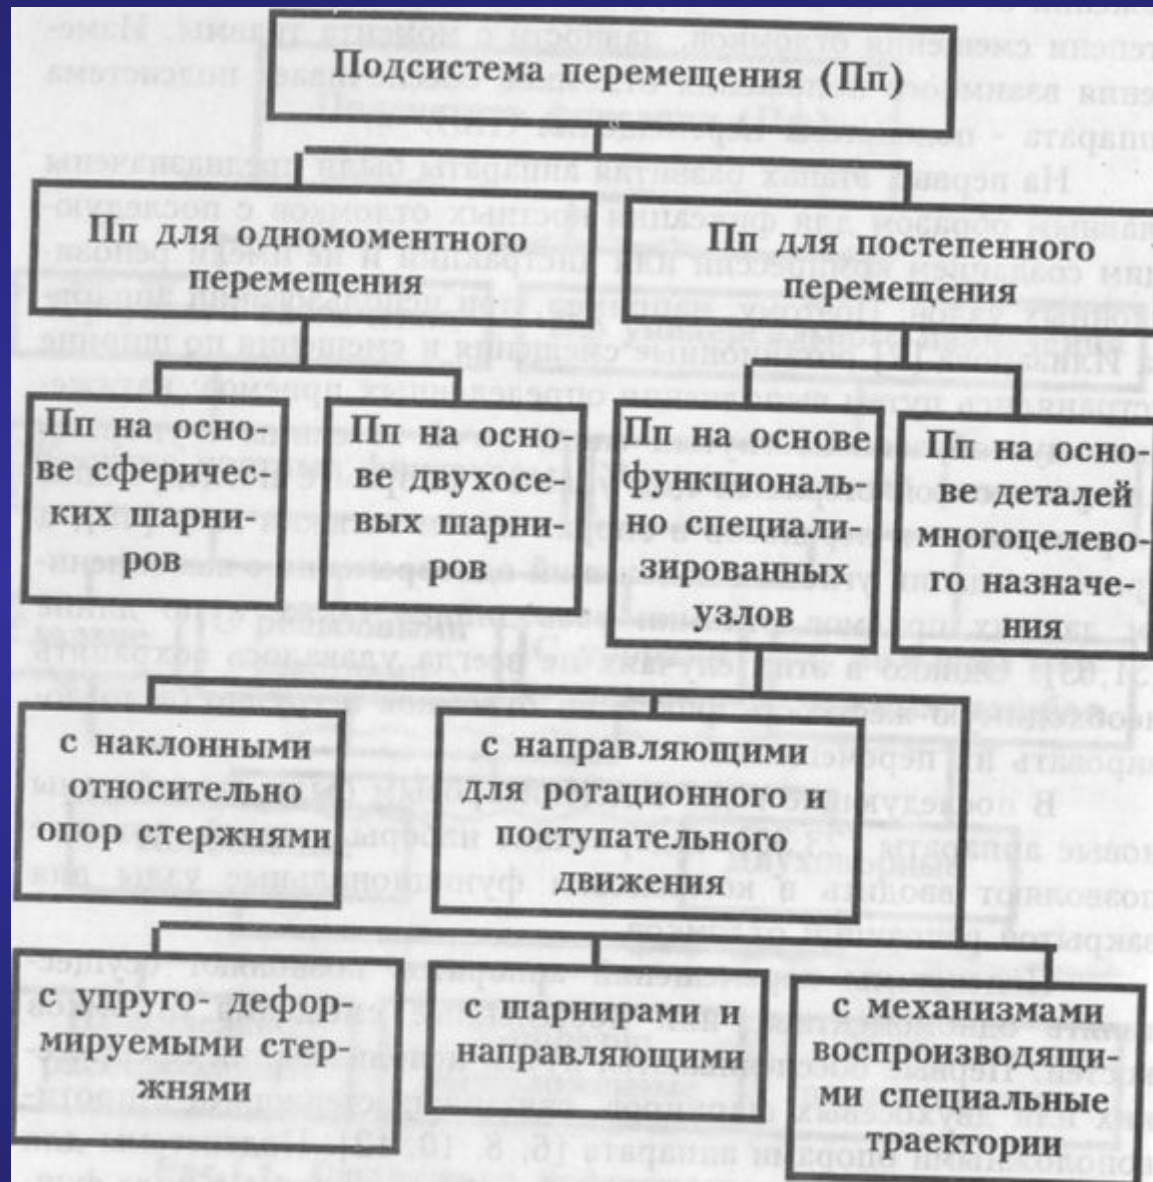 Подсистема перемещения (Пп)
Пп для одномоментного
перемещения
Пп для постепенного
перемещения
Пп на осно-
ве сферичес-
ких шарни-
ров
Пп на осно-
ве двухосе-
вых шарни-
ров
Пп на основе
функциональ-
но специали-
зированных
узлов
Пп на осно-
ве деталей
многоцелево-
го назначе-
ния
с наклонными
относительно
опор стержнями
с направляющими
для ротационного и
поступательного
движения
с упруго- дефор-
мируемыми стер-
жнями
с шарнирами и
направляющими
с механизмами
воспроизводящи-
ми специальные
траектории